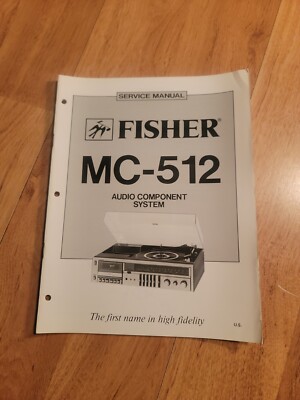 SERVICE MANUAL
FISHER®
MC-512
AUDIO COMPONENT
SYSTEM
The first name in high fidelity